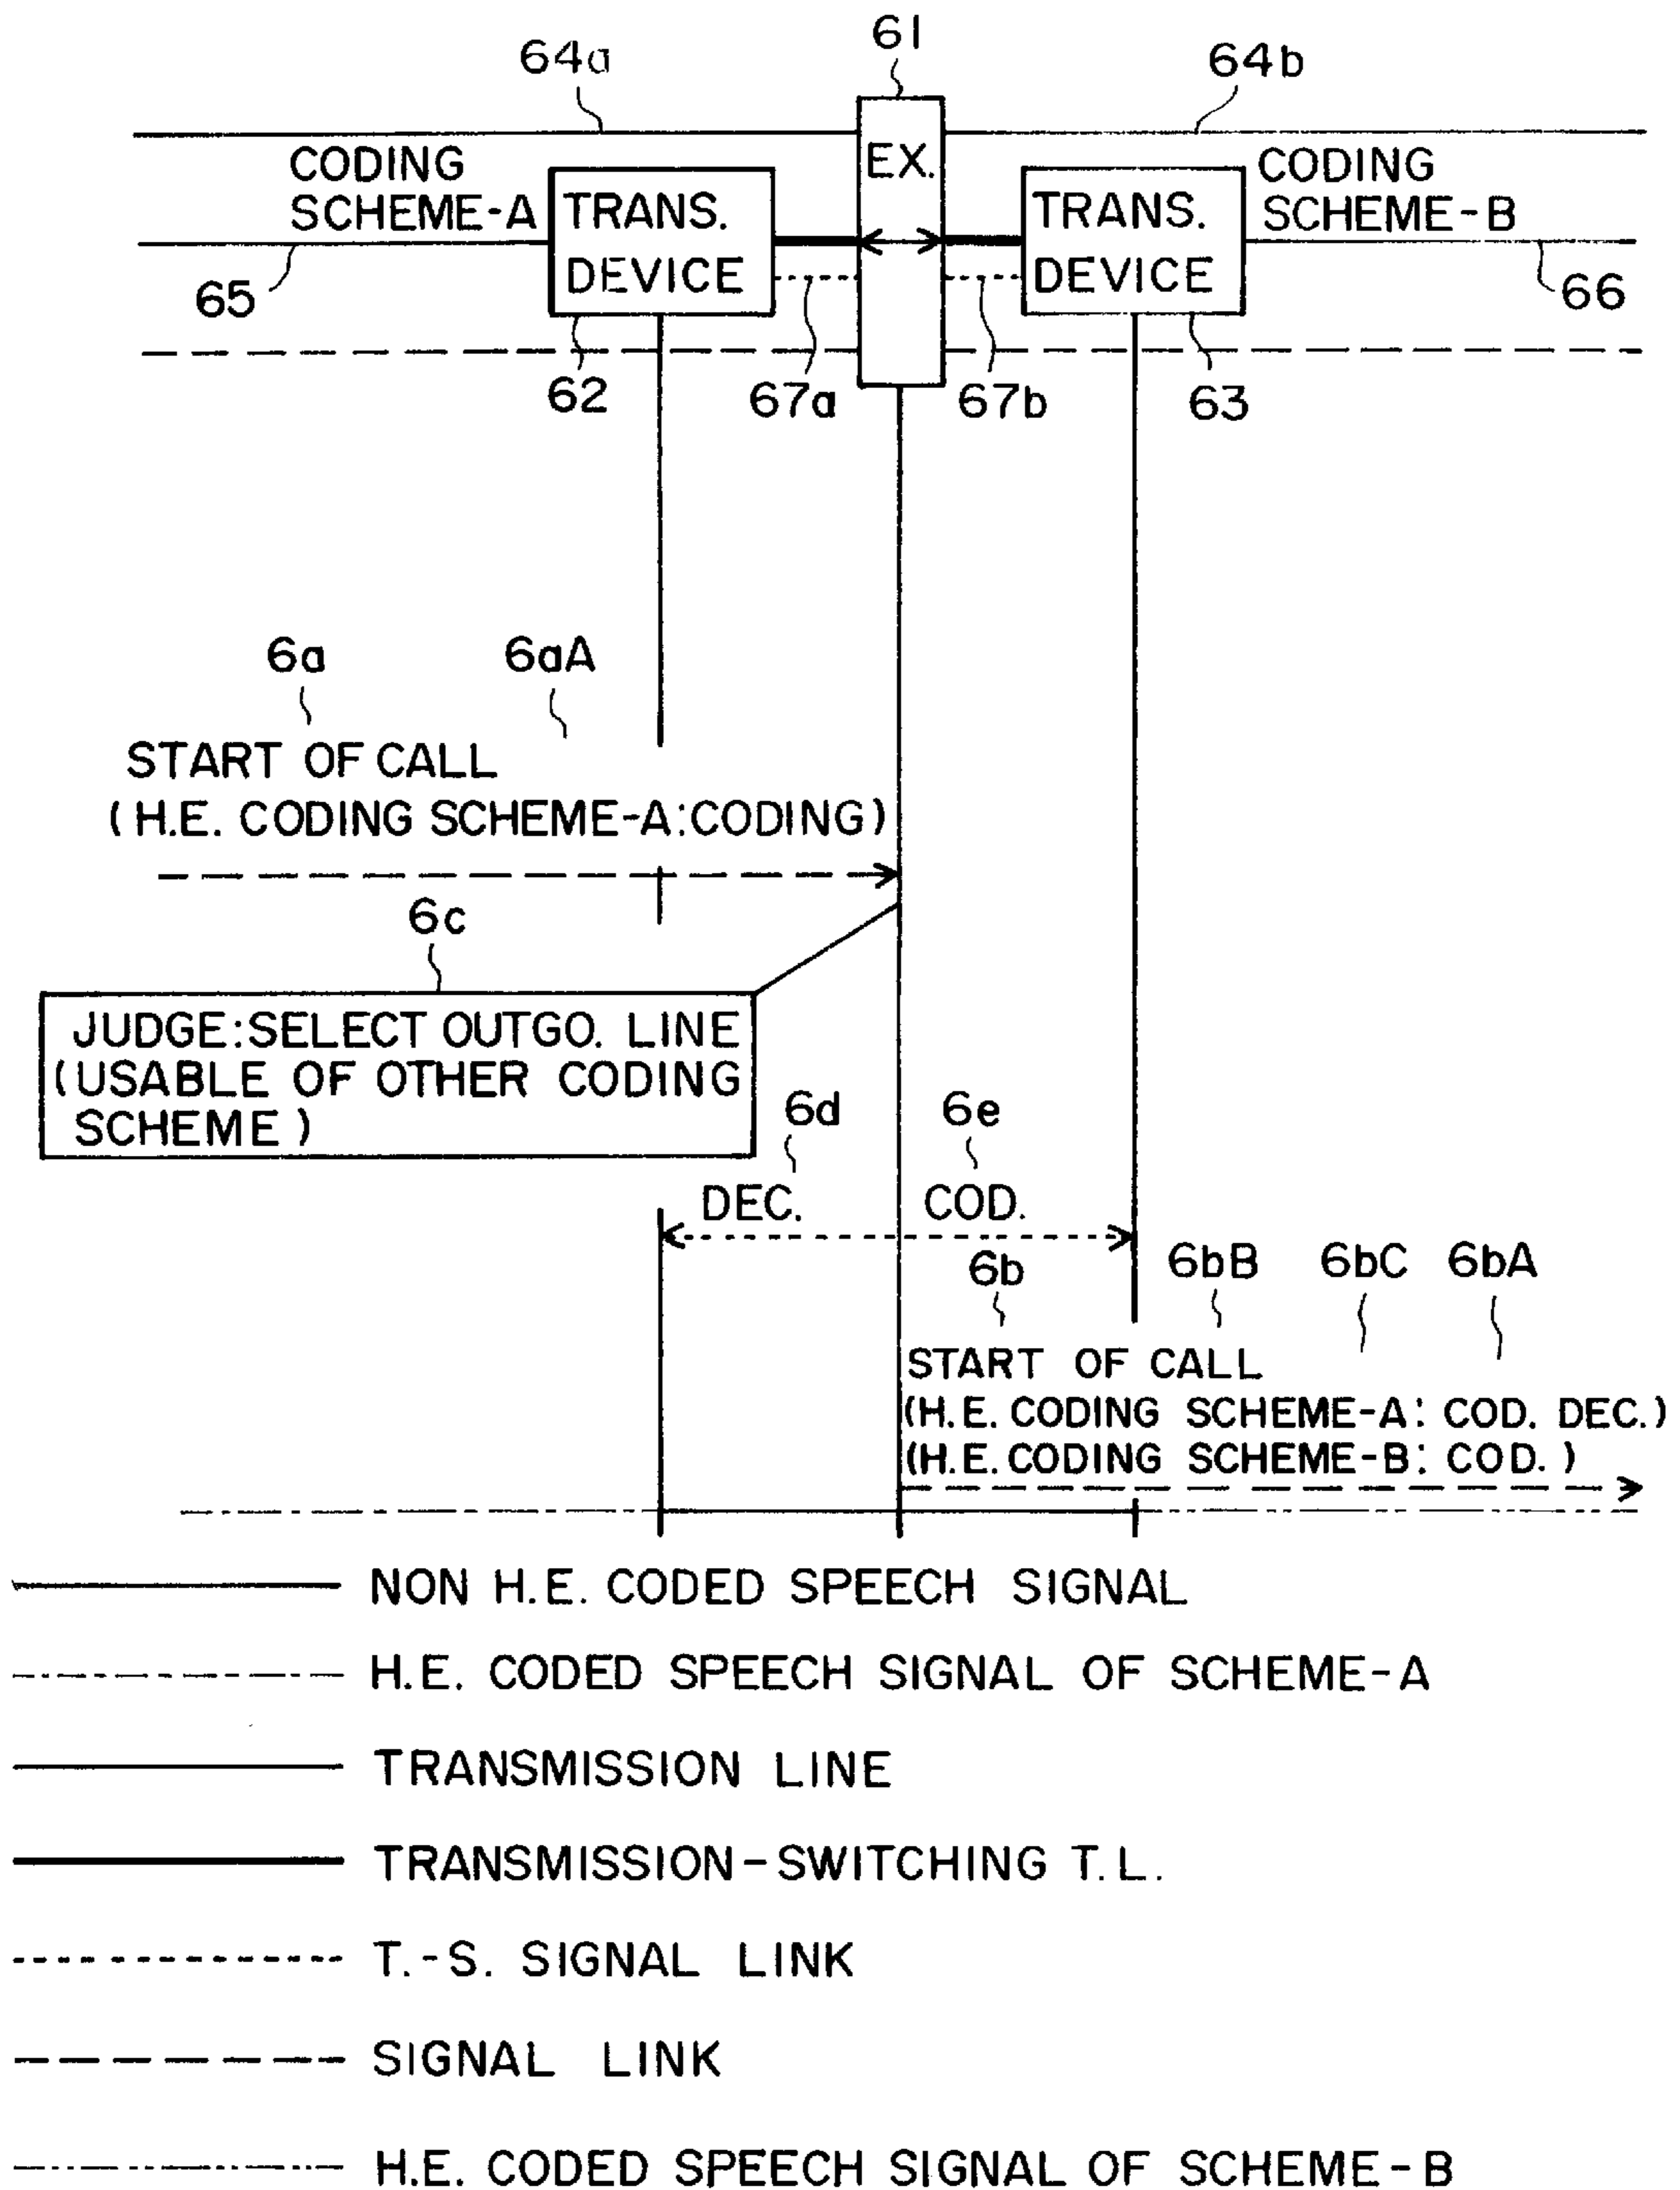 61
64a
64b
EX.
CODING
SCHEME-A
TRANS.
DEVICE
TRANS.
DEVICE
CODING
SCHEME-B
65
66
62
67a
67b
63
6a
6aA
START OF CALL
(H.E. CODING SCHEME-A:CODING)
6c
JUDGE:SELECT OUTGO. LINE
(USABLE OF OTHER CODING
SCHEME)
6d
6e
DEC.
COD.
6b
6bB
6bC
6bA
START OF CALL
(H.E. CODING SCHEME-A: COD. DEC.)
(H.E. CODING SCHEME-B: COD. )
NON H.E. CODED SPEECH SIGNAL
H.E. CODED SPEECH SIGNAL OF SCHEME-A
TRANSMISSION LINE
TRANSMISSION-SWITCHING T.L.
T.-S. SIGNAL LINK
SIGNAL LINK
H.E. CODED SPEECH SIGNAL OF SCHEME-B